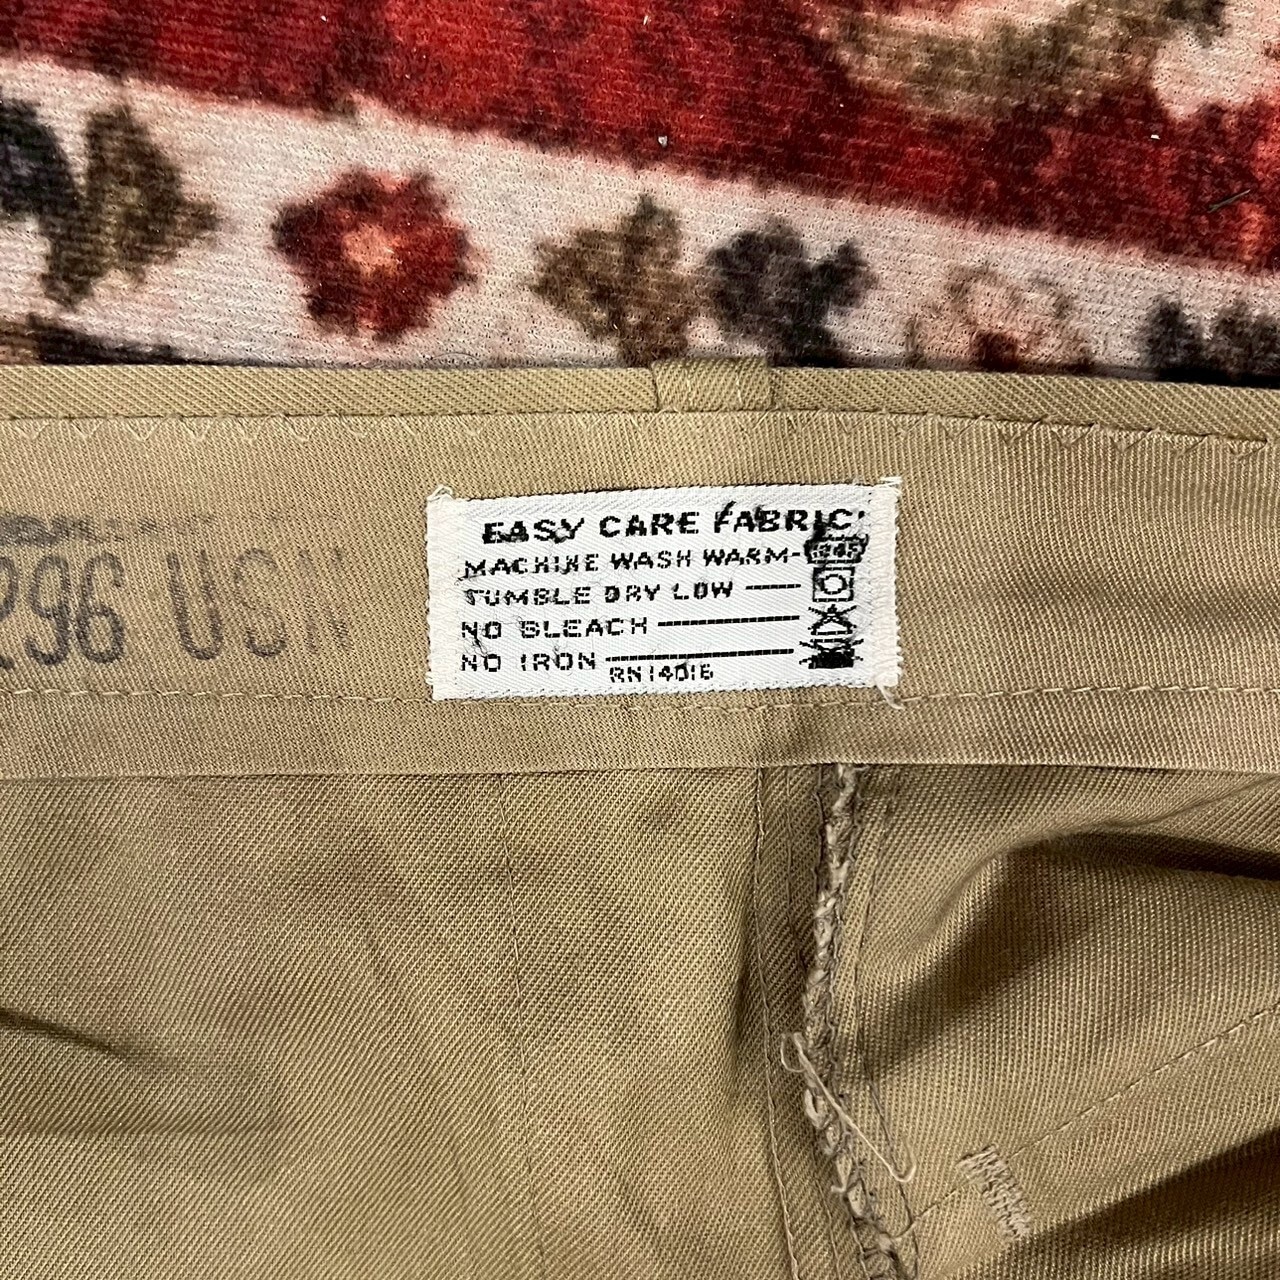 EASY CARE FABRIC
MACHINE WASH WARM-
TUMBLE DRY LOW
NO BLEACH
NO IRON
RN14016
296 USN